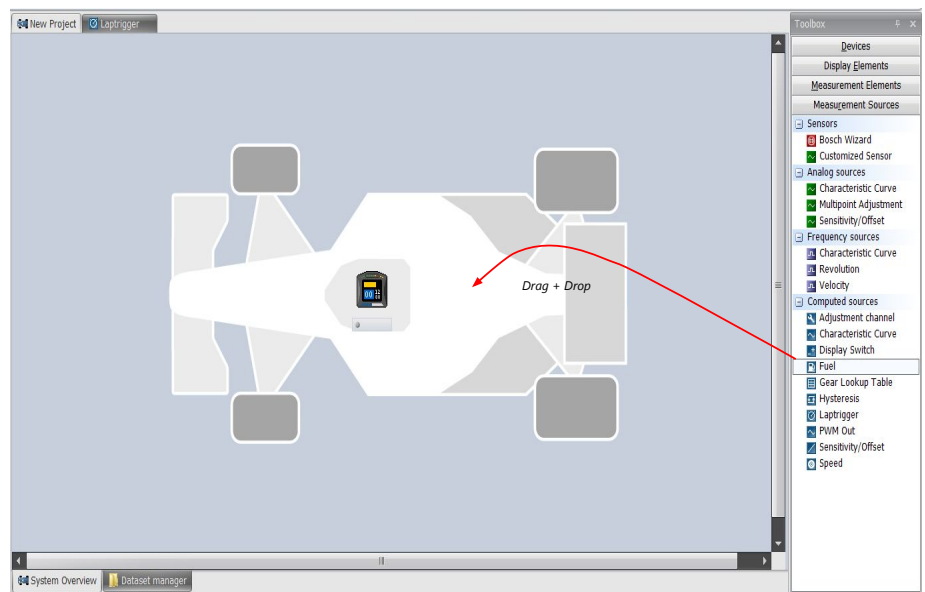 New Project
Laptrigger
Toolbox
Devices
Display Elements
Measurement Elements
Measurement Sources
Sensors
Bosch Wizard
Customized Sensor
Analog sources
Characteristic Curve
Multipoint Adjustment
Sensitivity/Offset
Frequency sources
Characteristic Curve
Revolution
Velocity
Computed sources
Adjustment channel
Characteristic Curve
Display Switch
Fuel
Gear Lookup Table
Hysteresis
Laptrigger
PWM Out
Sensitivity/Offset
Speed
Drag + Drop
System Overview
Dataset manager